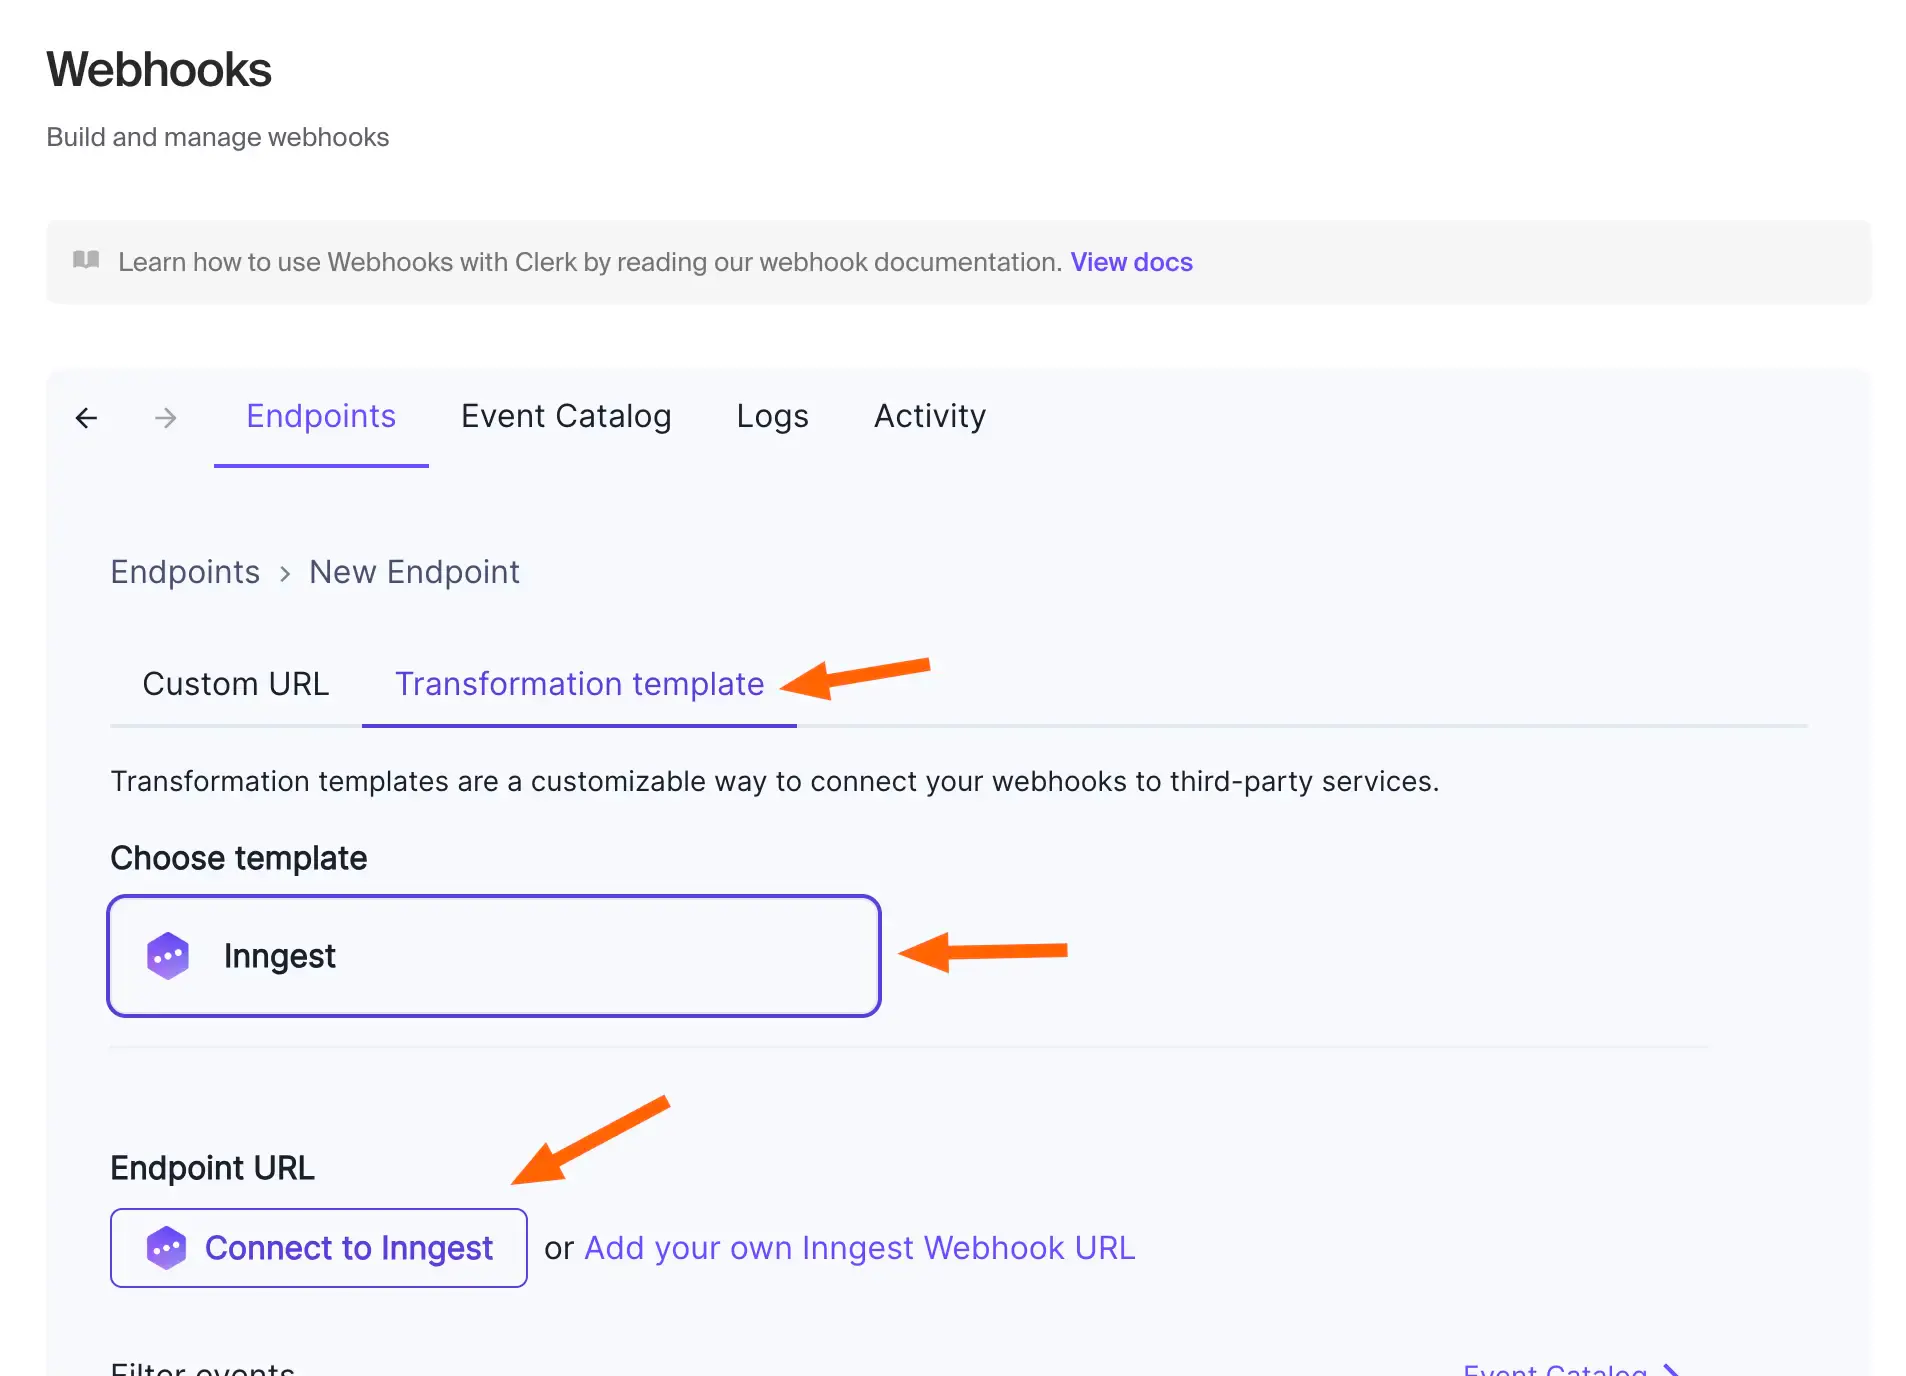 Webhooks
Build and manage webhooks
Learn how to use Webhooks with Clerk by reading our webhook documentation. View docs
Endpoints Event Catalog Logs Activity
Endpoints › New Endpoint
Custom URL Transformation template
Transformation templates are a customizable way to connect your webhooks to third-party services.
Choose template
Inngest
Endpoint URL
Connect to Inngest or Add your own Inngest Webhook URL
Filter events Event Catalog